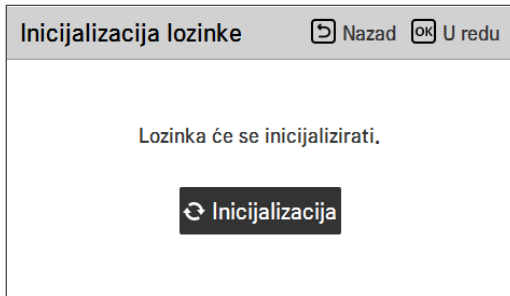 Inicijalizacija lozinke Nazad OK U redu
Lozinka će se inicijalizirati.
Inicijalizacija